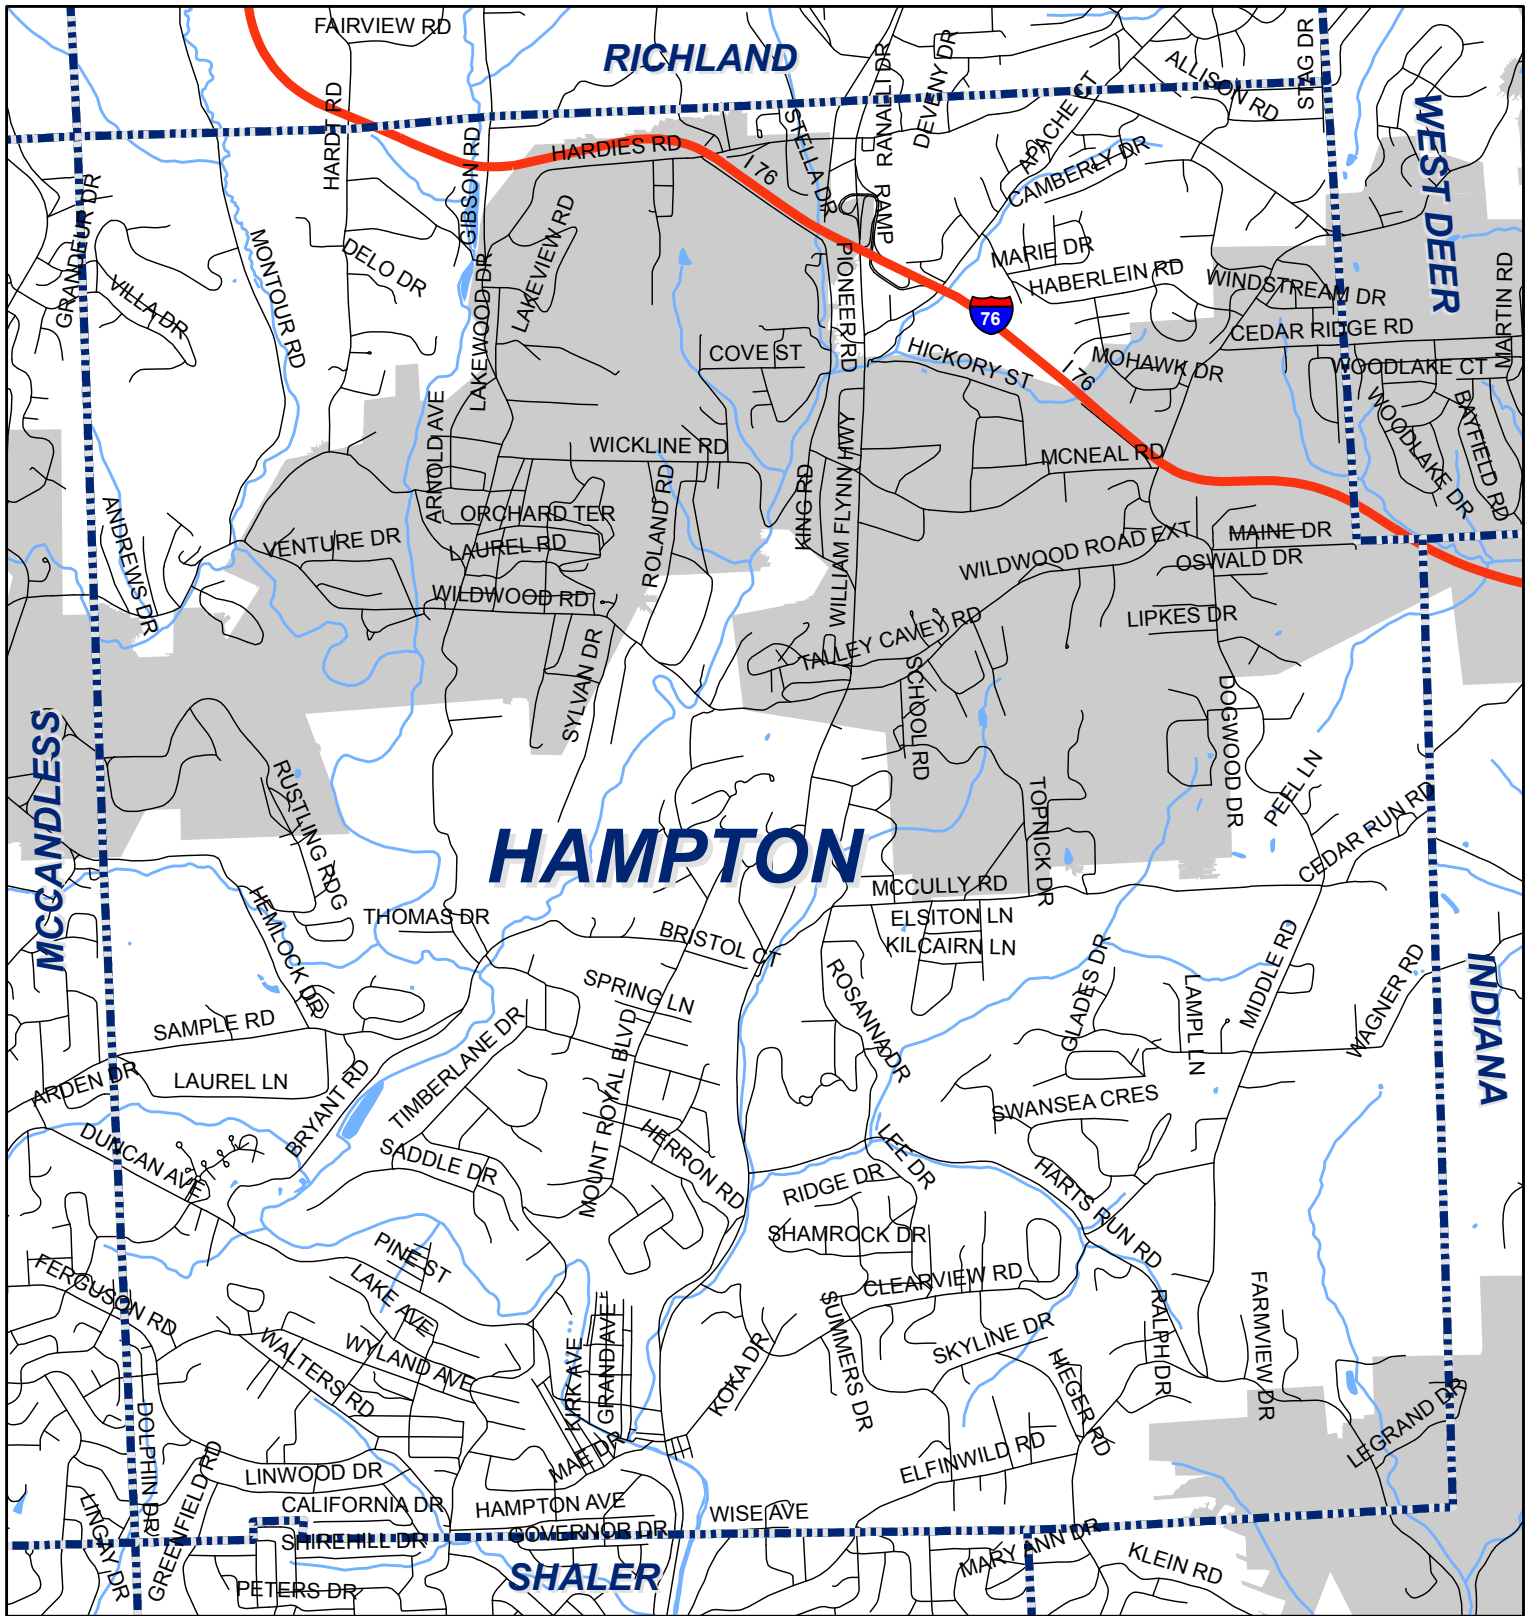 FAIRVIEW RD
RICHLAND
RANALLI DR
DEVENY DR
ALLISON RD
STAG DR
HARDT RD
GIBSON RD
HARDIES RD
I 76
STELLA DR
RAMP
APACHE CT
CAMBERLY DR
WEST DEER
GRANDEUR DR
VILLA DR
MONTOUR RD
DELO DR
LAKEVIEW RD
LAKEWOOD DR
PIONEER RD
MARIE DR
HABERLEIN RD
WINDSTREAM DR
MARTIN RD
76
CEDAR RIDGE RD
COVE ST
HICKORY ST
I 76
MOHAWK DR
WOODLAKE CT
WOODLAKE DR
BAYFIELD RD
ARNOLD AVE
WICKLINE RD
MCNEAL RD
WILLIAM FLYNN HWY
KING RD
ROLAND RD
ANDREWS DR
ORCHARD TER
VENTURE DR
LAUREL RD
WILDWOOD ROAD EXT
MAINE DR
OSWALD DR
WILDWOOD RD
LIPKES DR
TALLEY CAVEY RD
SYLVAN DR
SCHOOL RD
DOGWOOD DR
MCCANDLESS
RUSTLING RDG
TOPNICK DR
PEEL LN
CEDAR RUN RD
HAMPTON
MCCULLY RD
HEMLOCK DR
THOMAS DR
ELSITON LN
BRISTOL CT
KILCAIRN LN
MIDDLE RD
WAGNER RD
INDIANA
SPRING LN
ROSANNA DR
GLADES DR
LAMPL LN
SAMPLE RD
TIMBERLANE DR
MOUNT ROYAL BLVD
ARDEN DR
LAUREL LN
BRYANT RD
SWANSEA CRES
DUNCAN AVE
SADDLE DR
HERRON RD
LEE DR
RIDGE DR
HARTS RUN RD
SHAMROCK DR
PINE ST
FERGUSON RD
LAKE AVE
CLEARVIEW RD
SUMMERS DR
RALPH DR
FARMVIEW DR
WALTERS RD
WYLAND AVE
KIRK AVE
GRAND AVE
KOKA DR
SKYLINE DR
HIEGER RD
LEGRAND DR
DOLPHIN DR
GREENFIELD RD
LINWOOD DR
MAE DR
ELFINWILD RD
LINGAY DR
CALIFORNIA DR
HAMPTON AVE
WISE AVE
SHIREHILL DR
GOVERNOR DR
MARY ANN DR
KLEIN RD
PETERS DR
SHALER